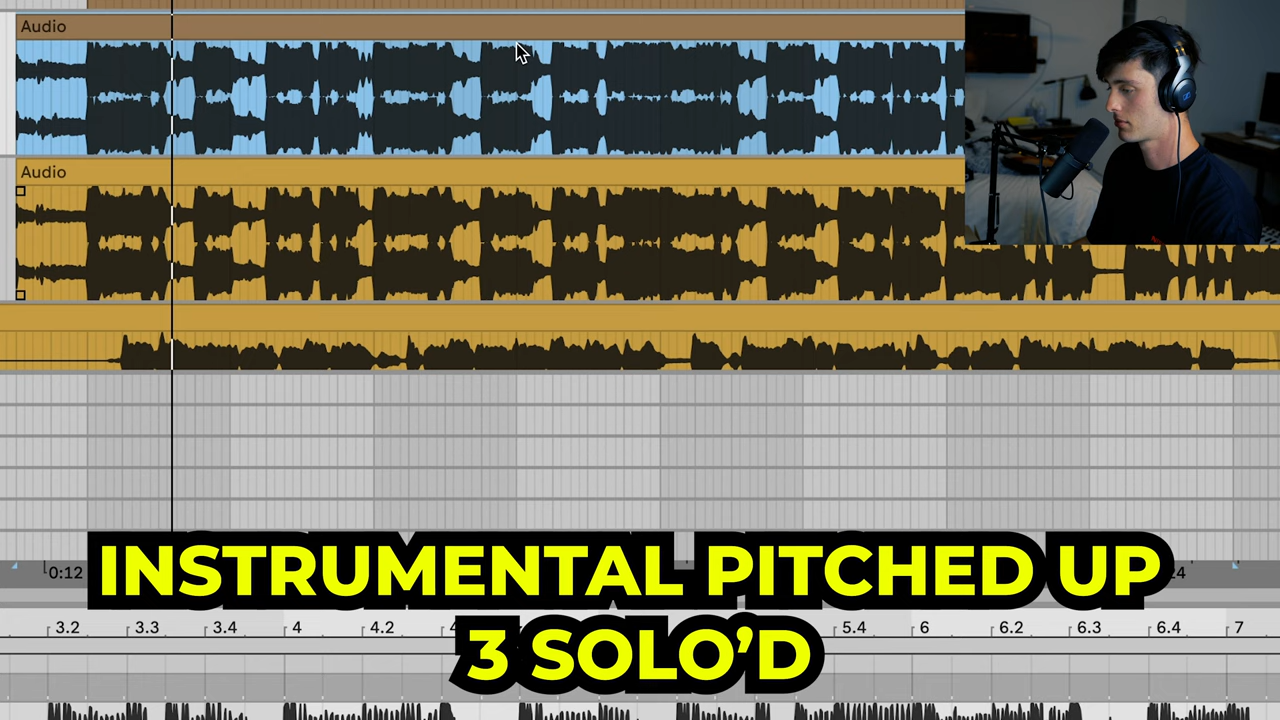 Audio
Audio
INSTRUMENTAL PITCHED UP
3 SOLO’D
0:12
3.2 3.3 3.4 4 4.2 5.4 6 6.2 6.3 6.4 7